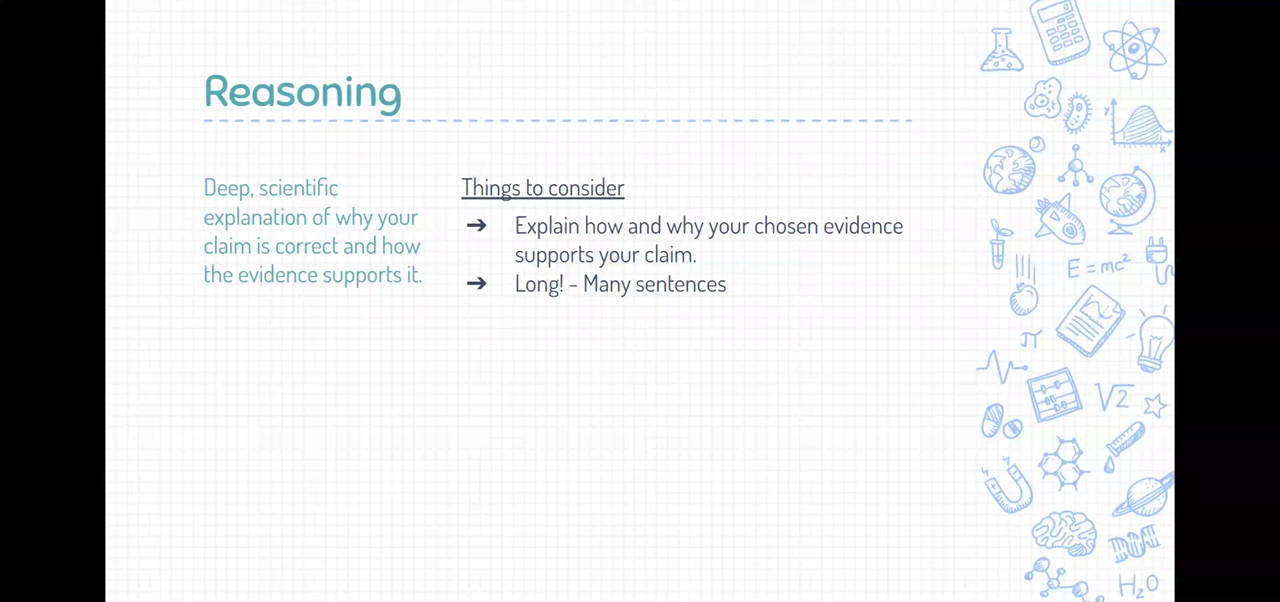 Reasoning
Deep, scientific
explanation of why your
claim is correct and how
the evidence supports it.
Things to consider
➔ Explain how and why your chosen evidence
supports your claim.
➔ Long! - Many sentences
y
x
E=mc²
π
√2
H₂O